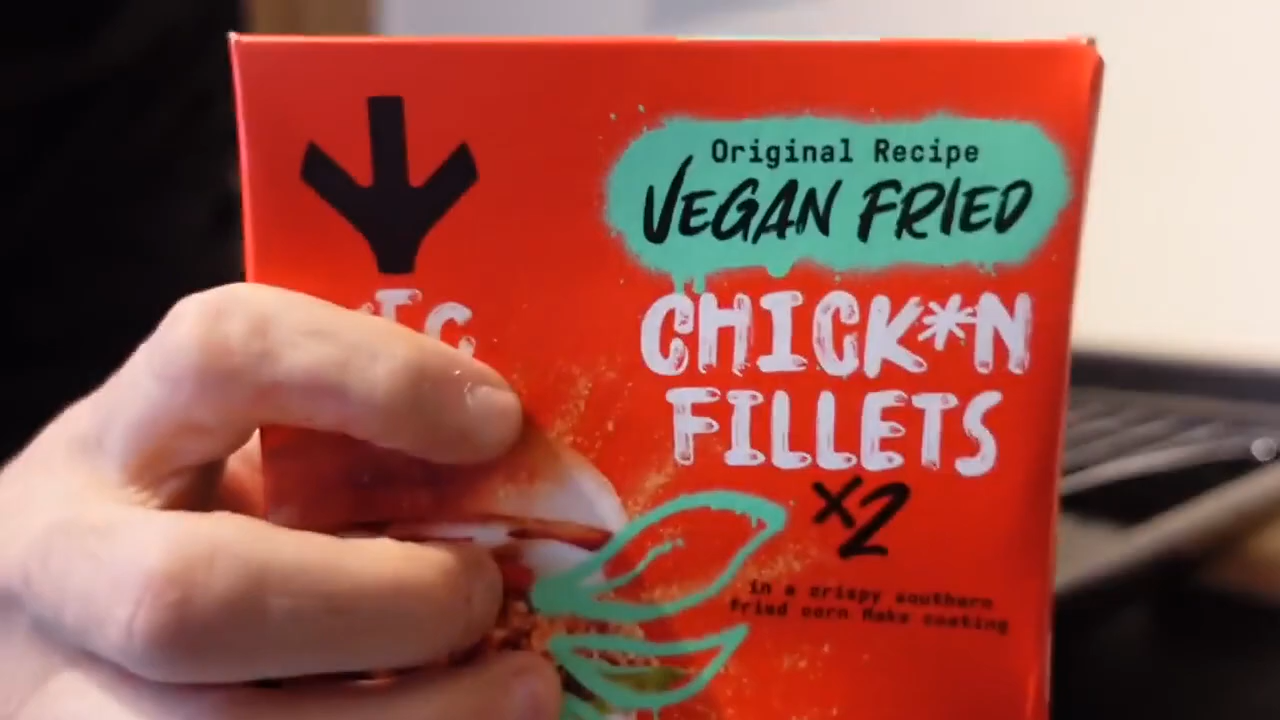 Original Recipe
VEGAN FRIED
CHICK*N
FILLETS
x2
in a crispy southern
fried corn flake coating